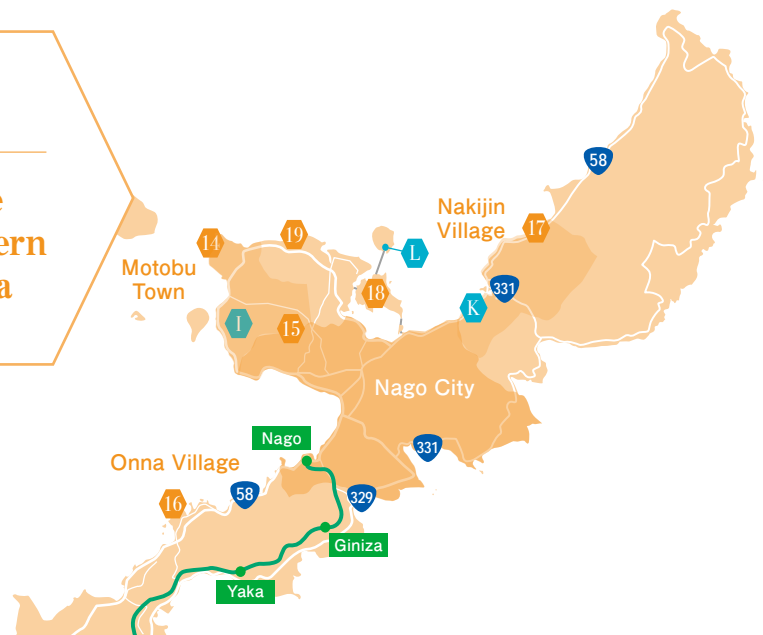 e
ern
a
58
Nakijin
Village
17
14
19
L
Motobu
Town
18
331
K
I
15
Nago City
Nago
331
Onna Village
58
16
329
Giniza
Yaka